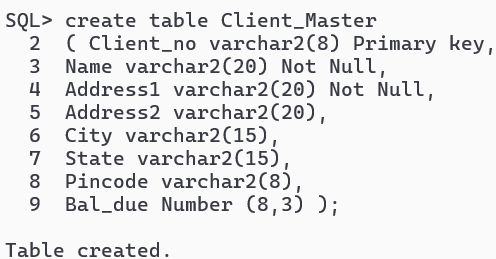 SQL> create table Client_Master
2 ( Client_no varchar2(8) Primary key,
3 Name varchar2(20) Not Null,
4 Address1 varchar2(20) Not Null,
5 Address2 varchar2(20),
6 City varchar2(15),
7 State varchar2(15),
8 Pincode varchar2(8),
9 Bal_due Number (8,3) );
Table created.